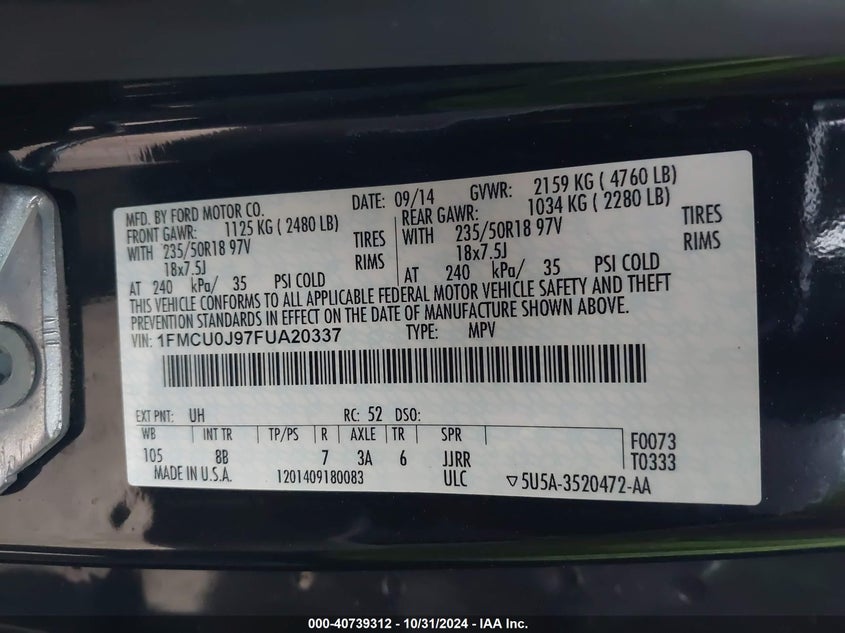 MFD. BY FORD MOTOR CO. DATE: 09/14 GVWR: 2159 KG ( 4760 LB)
FRONT GAWR: 1125 KG ( 2480 LB) REAR GAWR: 1034 KG ( 2280 LB)
WITH 235/50R18 97V TIRES WITH 235/50R18 97V TIRES
18x7.5J RIMS 18x7.5J RIMS
AT 240 kPa/ 35 PSI COLD AT 240 kPa/ 35 PSI COLD
THIS VEHICLE CONFORMS TO ALL APPLICABLE FEDERAL MOTOR VEHICLE SAFETY AND THEFT
PREVENTION STANDARDS IN EFFECT ON THE DATE OF MANUFACTURE SHOWN ABOVE.
VIN: 1FMCU0J97FUA20337 TYPE: MPV
EXT PNT: UH RC: 52 DSO:
WB INT TR TP/PS R AXLE TR SPR F0073
105 8B 7 3A 6 JJRR T0333
MADE IN U.S.A. 1201409180083 ULC ▽5U5A-3520472-AA
000-40739312 - 10/31/2024 - IAA Inc.